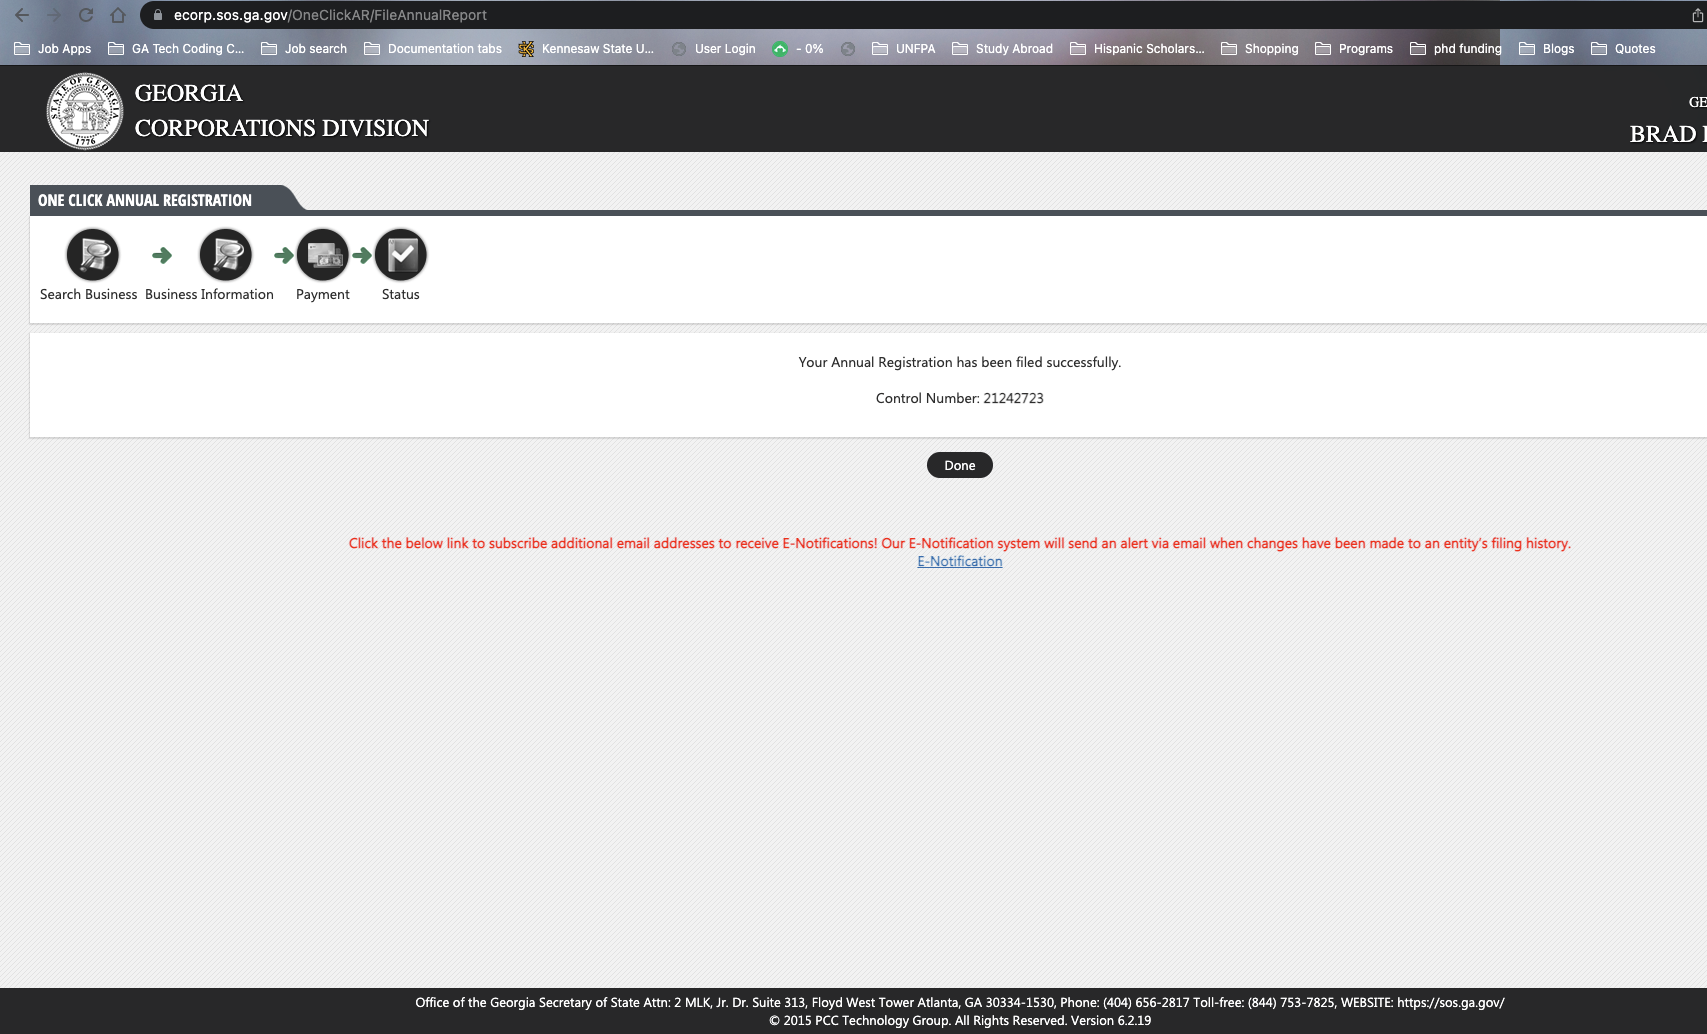 ecorp.sos.ga.gov/OneClickAR/FileAnnualReport
Job Apps GA Tech Coding C... Job search Documentation tabs Kennesaw State U... User Login - 0% UNFPA Study Abroad Hispanic Scholars... Shopping Programs phd funding Blogs Quotes
STATE OF GEORGIA
1776
GEORGIA
CORPORATIONS DIVISION
GE
BRAD
ONE CLICK ANNUAL REGISTRATION
Search Business Business Information Payment Status
Your Annual Registration has been filed successfully.
Control Number: 21242723
Done
Click the below link to subscribe additional email addresses to receive E-Notifications! Our E-Notification system will send an alert via email when changes have been made to an entity's filing history.
E-Notification
Office of the Georgia Secretary of State Attn: 2 MLK, Jr. Dr. Suite 313, Floyd West Tower Atlanta, GA 30334-1530, Phone: (404) 656-2817 Toll-free: (844) 753-7825, WEBSITE: https://sos.ga.gov/
© 2015 PCC Technology Group. All Rights Reserved. Version 6.2.19